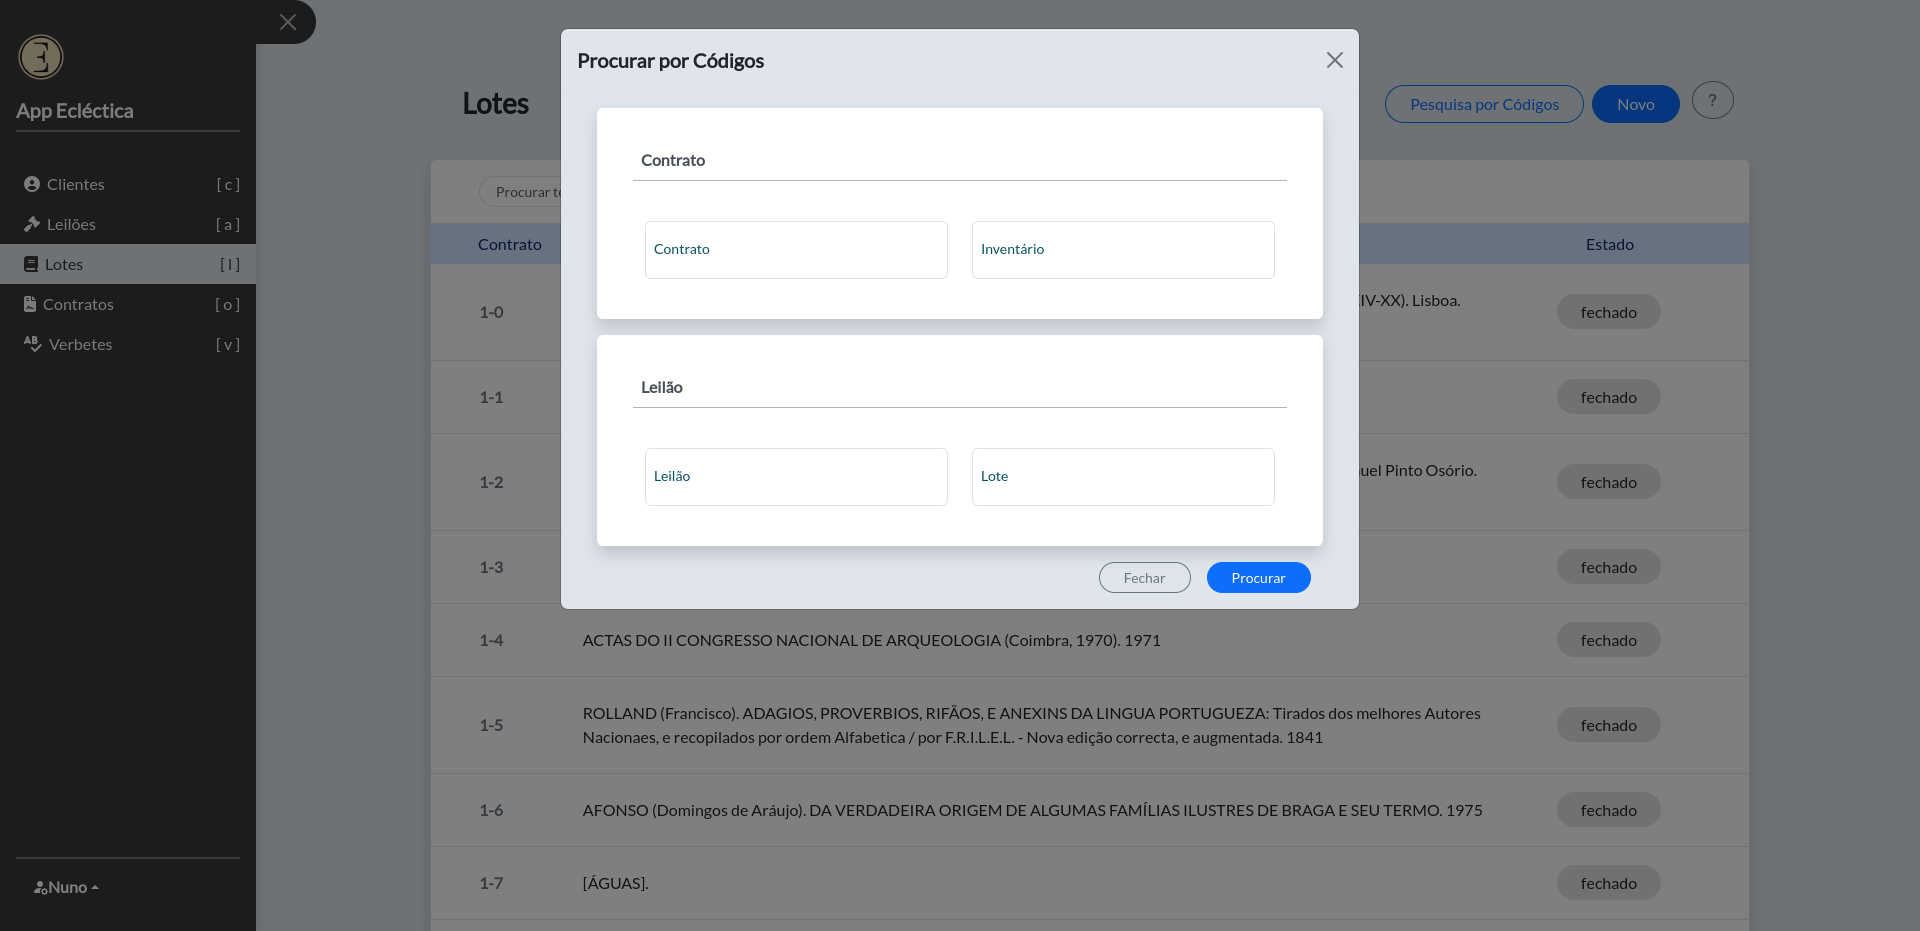 App Ecléctica
Clientes [ c ]
Leilões [ a ]
Lotes [ l ]
Contratos [ o ]
Verbetes [ v ]
Nuno
Lotes
Pesquisa por Códigos
Novo
?
Procurar por Códigos
Contrato
Contrato
Inventário
Leilão
Leilão
Lote
Fechar
Procurar
Procurar
Contrato
Estado
1-0
IV-XX). Lisboa.
fechado
1-1
fechado
1-2
Pinto Osório.
fechado
1-3
fechado
1-4
ACTAS DO II CONGRESSO NACIONAL DE ARQUEOLOGIA (Coimbra, 1970). 1971
fechado
1-5
ROLLAND (Francisco). ADAGIOS, PROVERBIOS, RIFÃOS, E ANEXINS DA LINGUA PORTUGUEZA: Tirados dos melhores Autores
Nacionaes, e recopilados por ordem Alfabetica / por F.R.I.L.E.L. - Nova edição correcta, e augmentada. 1841
fechado
1-6
AFONSO (Domingos de Aráujo). DA VERDADEIRA ORIGEM DE ALGUMAS FAMÍLIAS ILUSTRES DE BRAGA E SEU TERMO. 1975
fechado
1-7
[ÁGUAS].
fechado